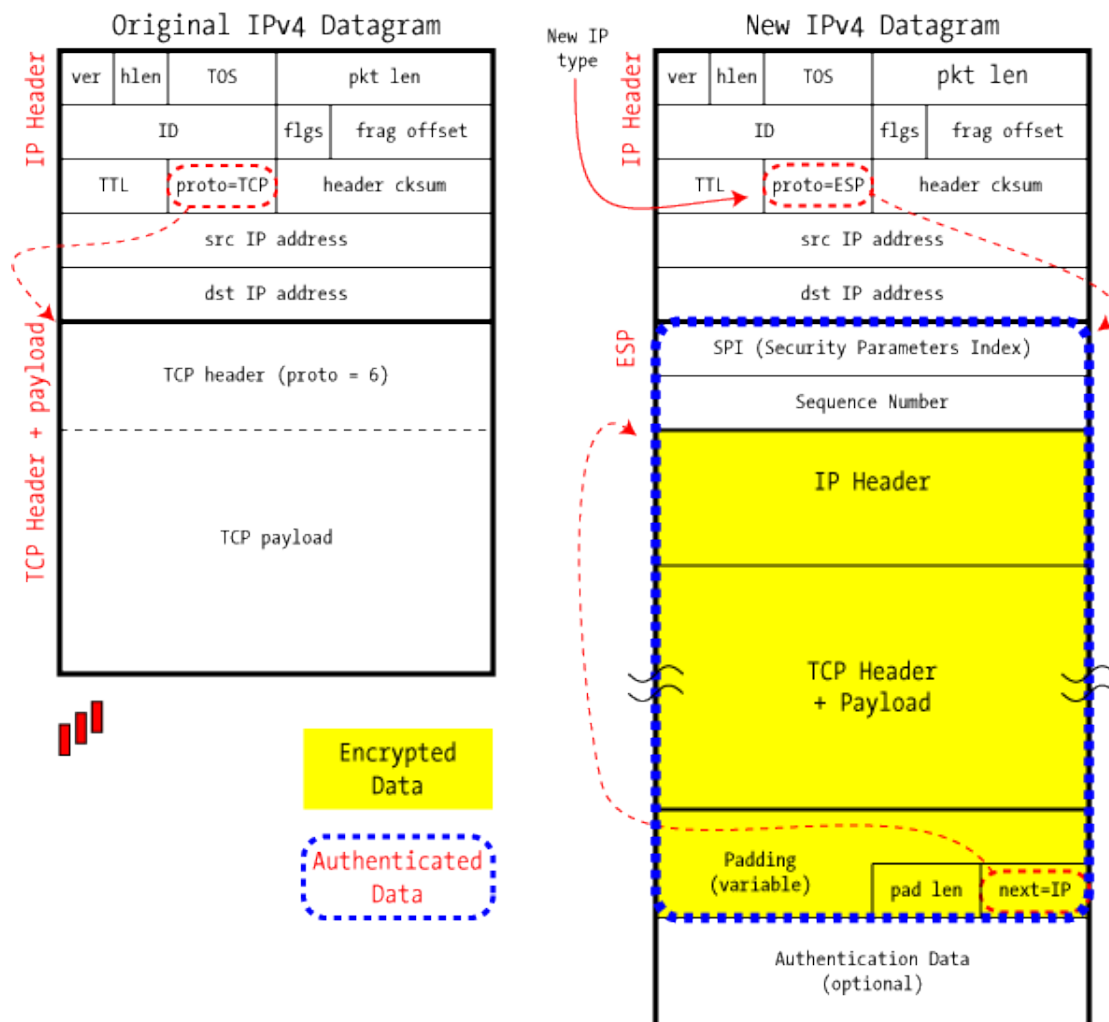 Original IPv4 Datagram
IP Header
ver hlen TOS pkt len
ID flgs frag offset
TTL proto=TCP header cksum
src IP address
dst IP address
TCP Header + payload
TCP header (proto = 6)
TCP payload
Encrypted
Data
Authenticated
Data
New IPv4 Datagram
New IP
type
IP Header
ver hlen TOS pkt len
ID flgs frag offset
TTL proto=ESP header cksum
src IP address
dst IP address
ESP
SPI (Security Parameters Index)
Sequence Number
IP Header
TCP Header
+ Payload
Padding
(variable)
pad len next=IP
Authentication Data
(optional)